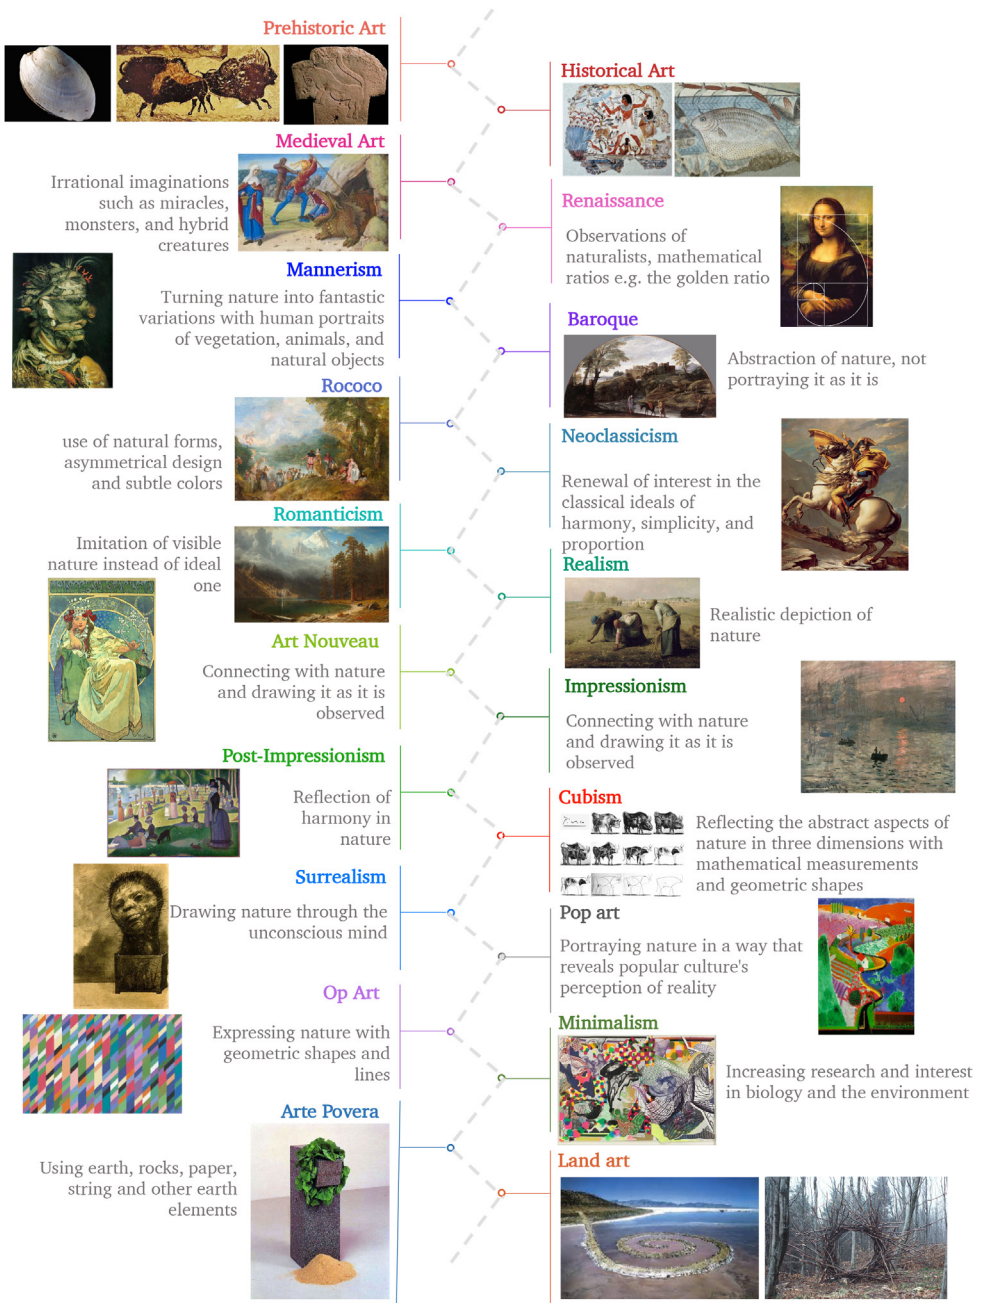 Prehistoric Art
Historical Art
Medieval Art
Irrational imaginations
such as miracles,
monsters, and hybrid
creatures
Renaissance
Observations of
naturalists, mathematical
ratios e.g. the golden ratio
Mannerism
Turning nature into fantastic
variations with human portraits
of vegetation, animals, and
natural objects
Baroque
Abstraction of nature, not
portraying it as it is
Rococo
use of natural forms,
asymmetrical design
and subtle colors
Neoclassicism
Renewal of interest in the
classical ideals of
harmony, simplicity, and
proportion
Romanticism
Imitation of visible
nature instead of ideal
one
Realism
Realistic depiction of
nature
Art Nouveau
Connecting with nature
and drawing it as it is
observed
Impressionism
Connecting with nature
and drawing it as it is
observed
Post-Impressionism
Reflection of
harmony in
nature
Cubism
Reflecting the abstract aspects of
nature in three dimensions with
mathematical measurements
and geometric shapes
Surrealism
Drawing nature through the
unconscious mind
Pop art
Portraying nature in a way that
reveals popular culture's
perception of reality
Op Art
Expressing nature with
geometric shapes and
lines
Minimalism
Increasing research and interest
in biology and the environment
Arte Povera
Using earth, rocks, paper,
string and other earth
elements
Land art